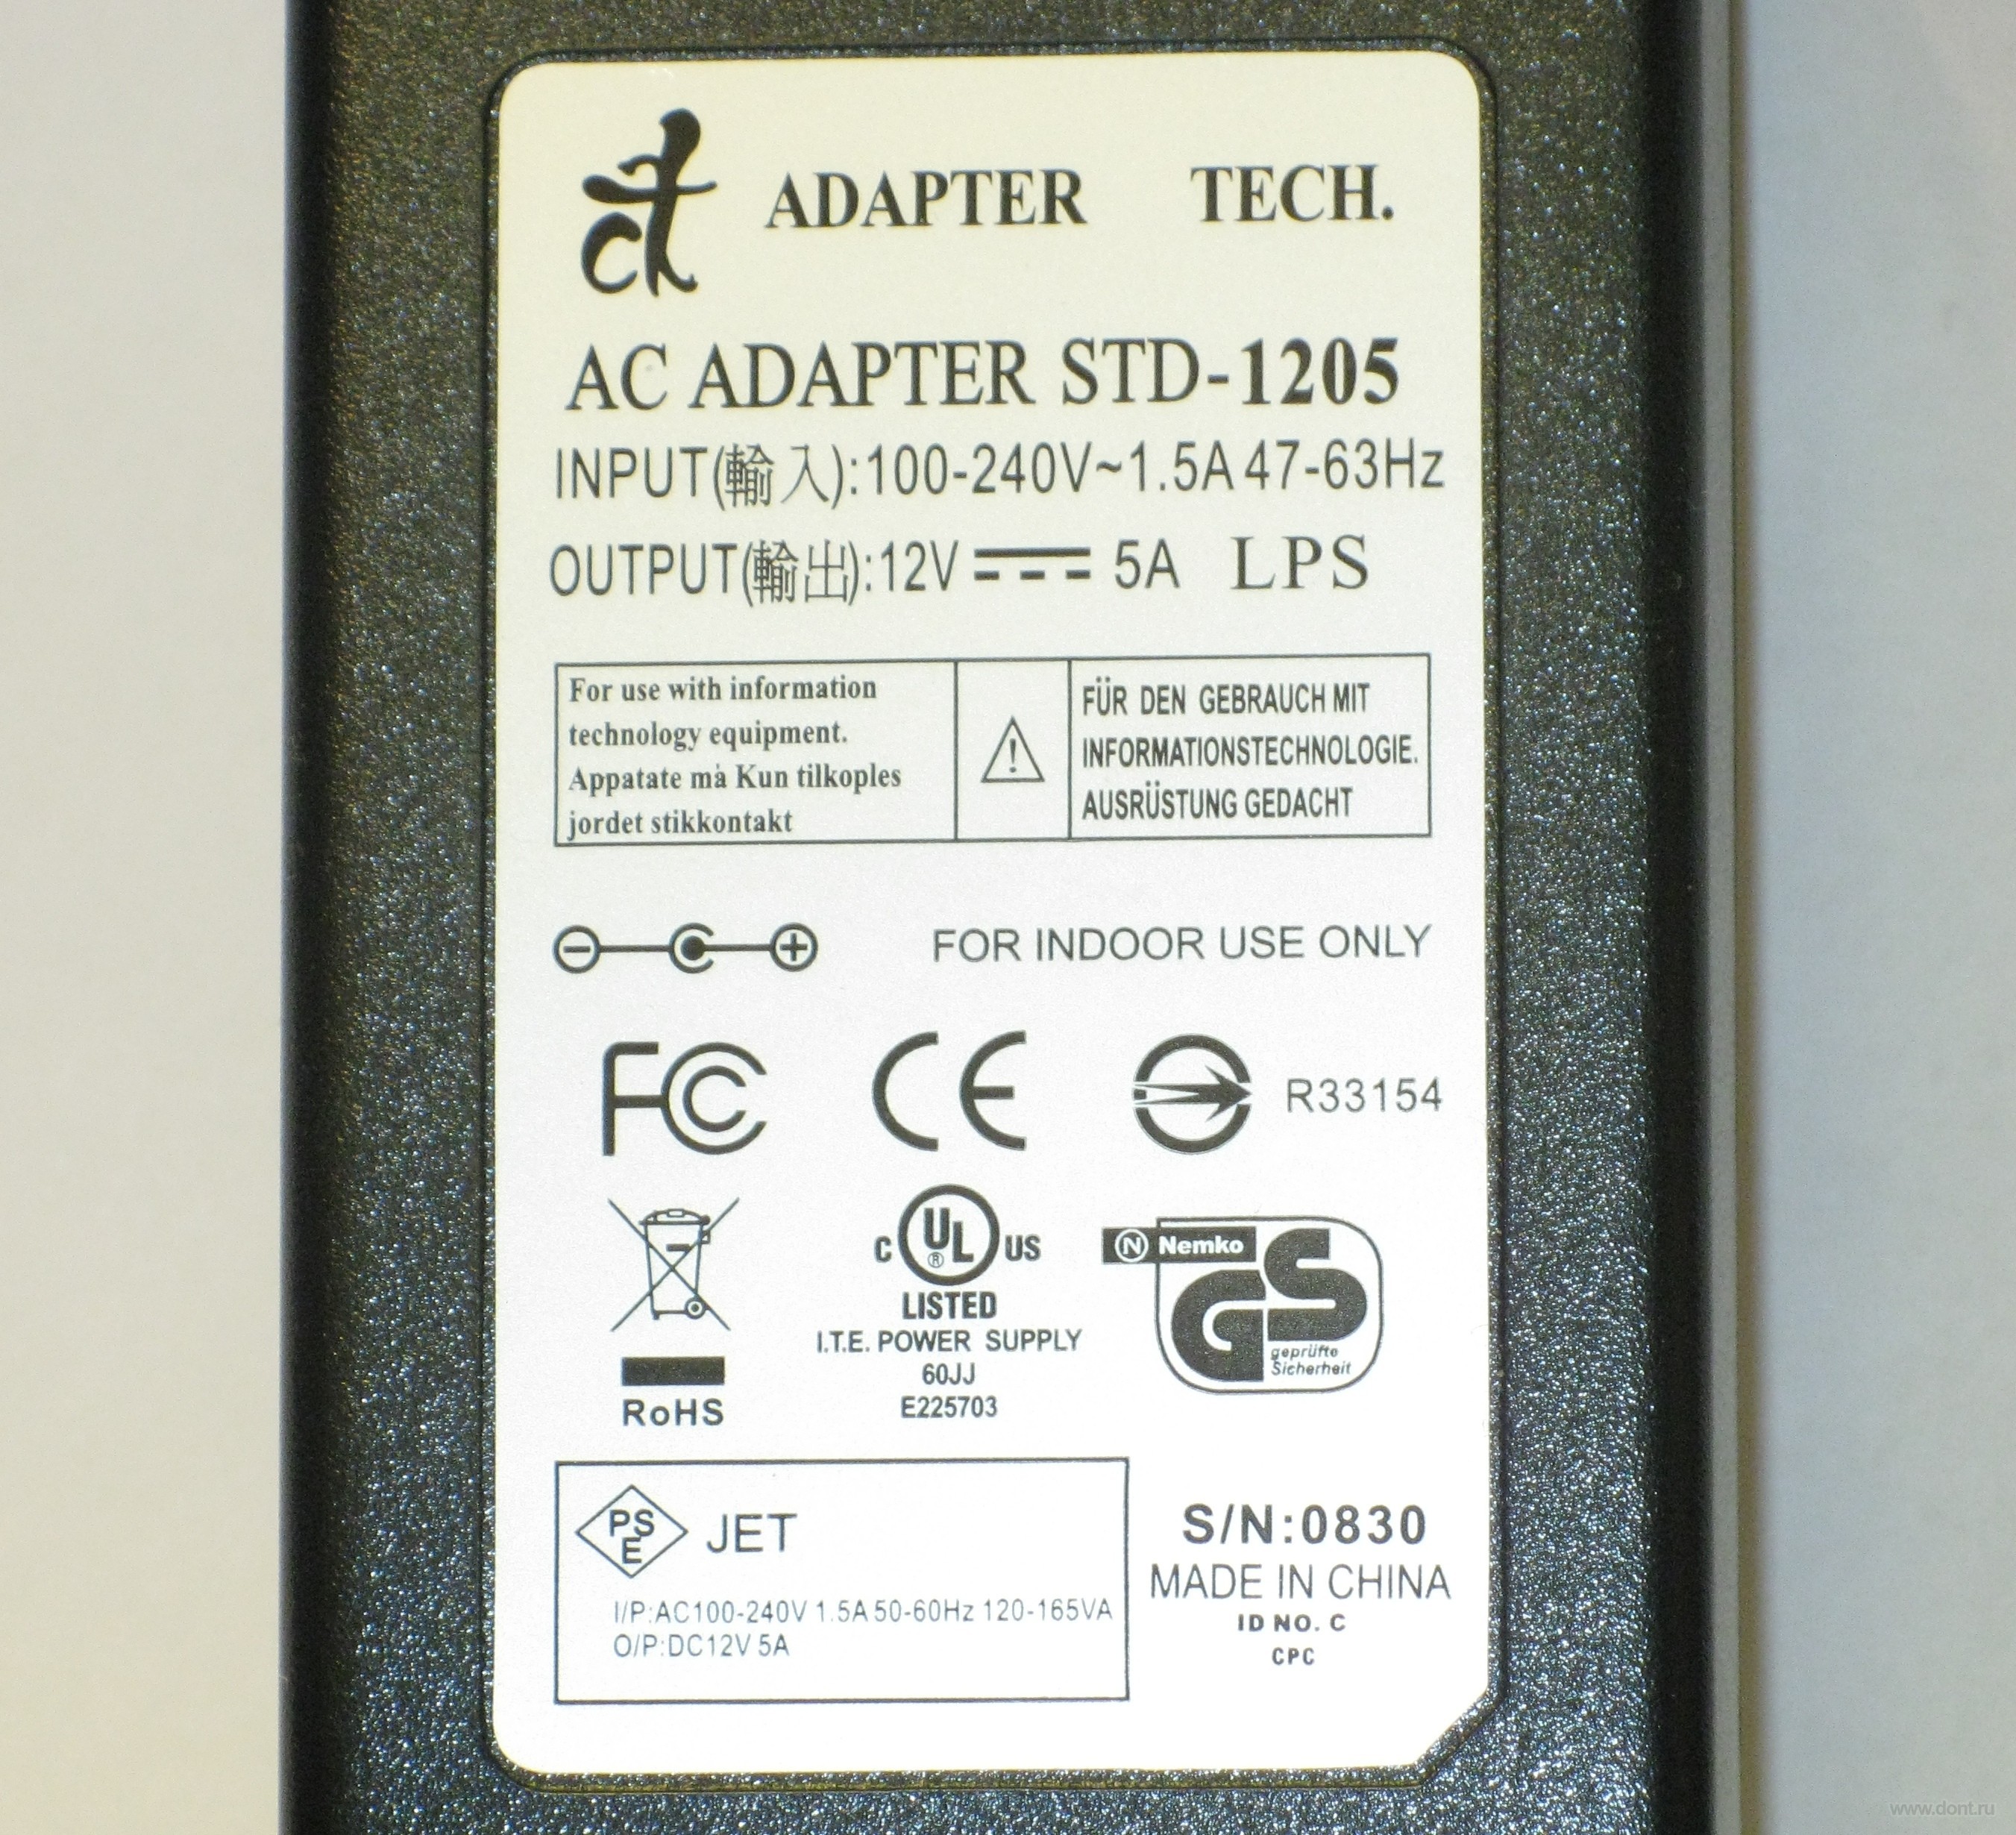 ADAPTER TECH.
AC ADAPTER STD-1205
INPUT(輸入):100-240V~1.5A 47-63Hz
OUTPUT(輸出):12V 5A LPS
For use with information
technology equipment.
Appatate må Kun tilkoples
jordet stikkontakt
!
FÜR DEN GEBRAUCH MIT
INFORMATIONSTECHNOLOGIE.
AUSRÜSTUNG GEDACHT
FOR INDOOR USE ONLY
FC CE R33154
C UL® US
LISTED
I.T.E. POWER SUPPLY
60JJ
E225703
RoHS
N Nemko
GS
geprüfte
Sicherheit
PSE JET
I/P:AC100-240V 1.5A 50-60Hz 120-165VA
O/P:DC12V 5A
S/N:0830
MADE IN CHINA
ID NO. C
CPC
www.dont.ru